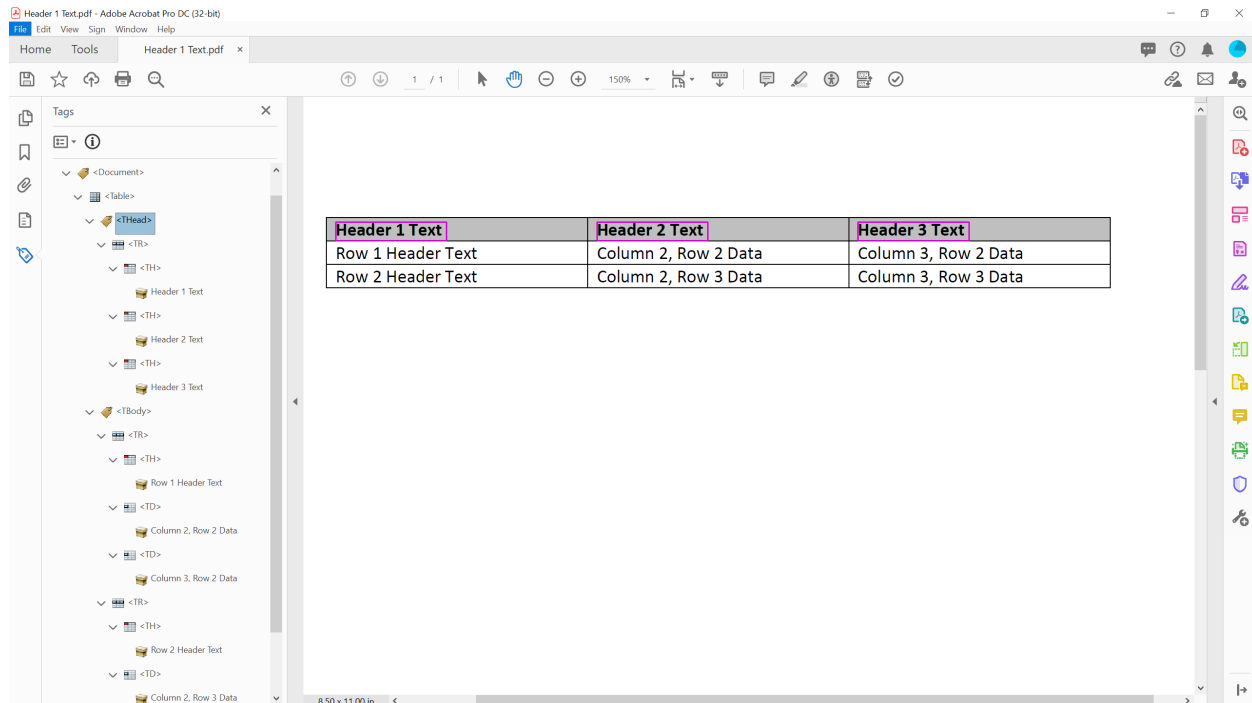 Header 1 Text.pdf - Adobe Acrobat Pro DC (32-bit)
File Edit View Sign Window Help
Home Tools Header 1 Text.pdf ×
1 / 1 150%
Tags
<Document>
<Table>
<THead>
<TR>
<TH>
Header 1 Text
<TH>
Header 2 Text
<TH>
Header 3 Text
<TBody>
<TR>
<TH>
Row 1 Header Text
<TD>
Column 2, Row 2 Data
<TD>
Column 3, Row 2 Data
<TR>
<TH>
Row 2 Header Text
<TD>
Column 2, Row 3 Data
Header 1 Text Header 2 Text Header 3 Text
Row 1 Header Text Column 2, Row 2 Data Column 3, Row 2 Data
Row 2 Header Text Column 2, Row 3 Data Column 3, Row 3 Data
8.50 x 11.00 in